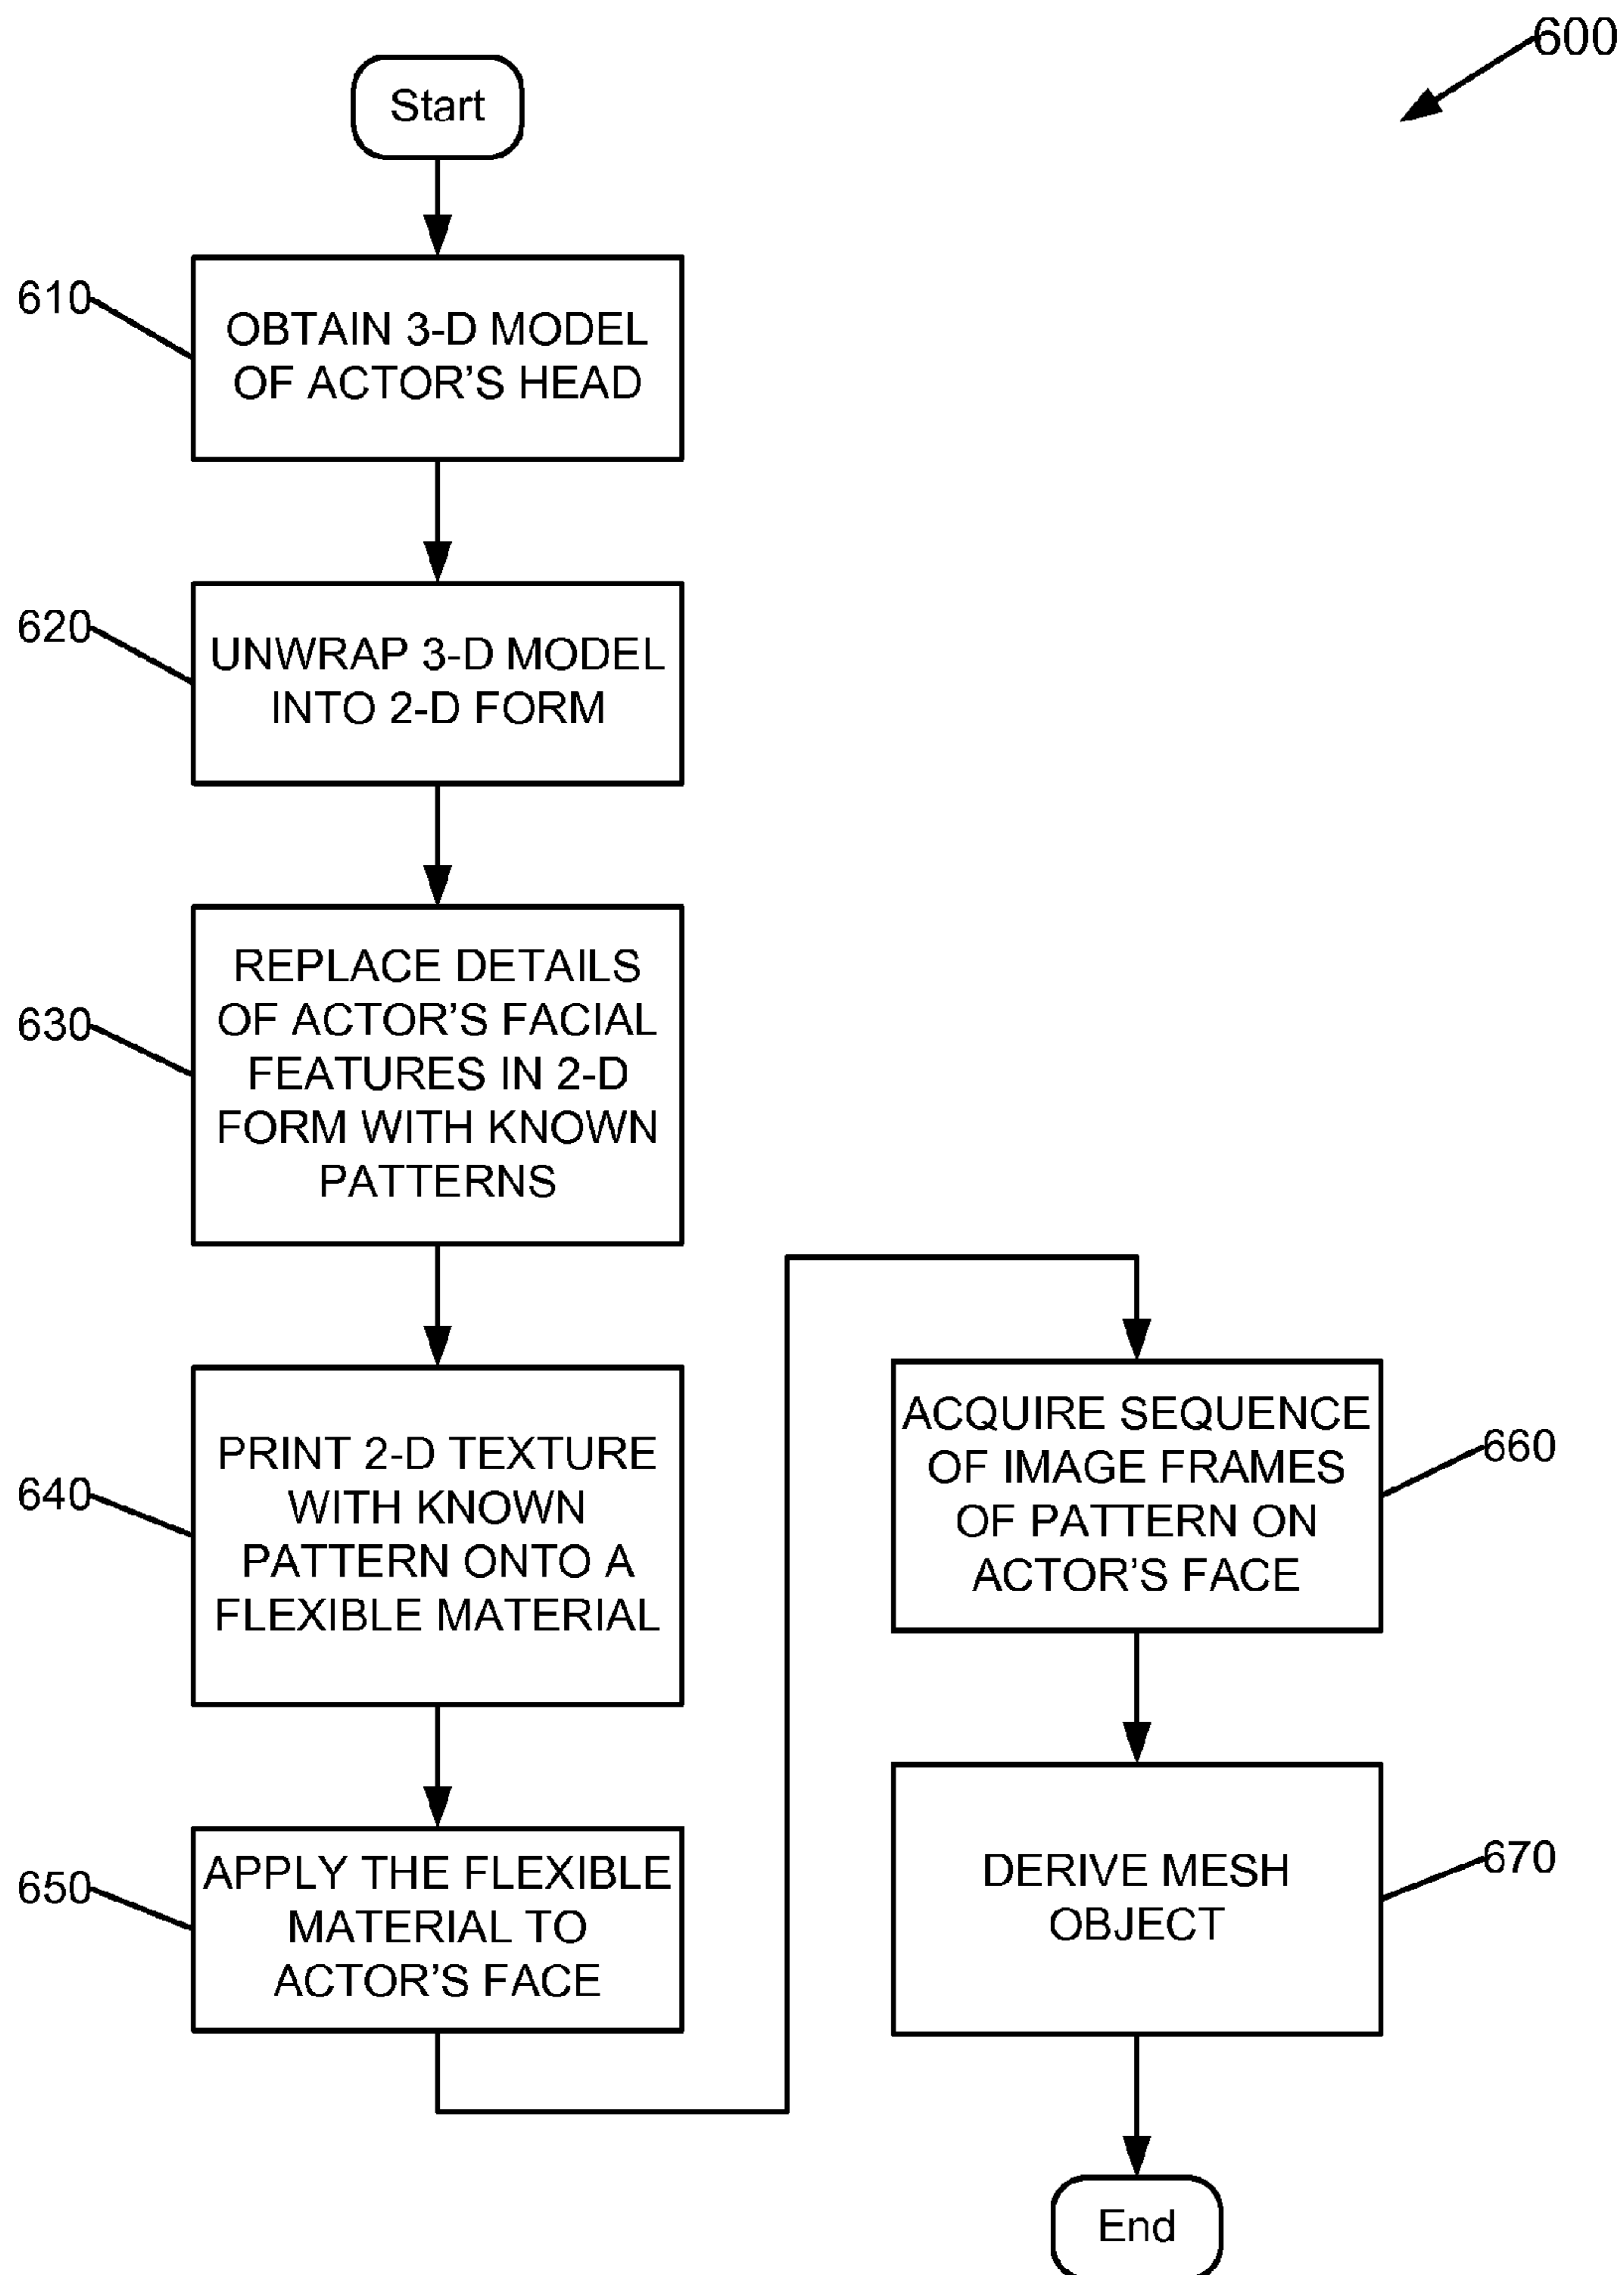 600
Start
610
OBTAIN 3-D MODEL
OF ACTOR'S HEAD
620
UNWRAP 3-D MODEL
INTO 2-D FORM
630
REPLACE DETAILS
OF ACTOR'S FACIAL
FEATURES IN 2-D
FORM WITH KNOWN
PATTERNS
640
PRINT 2-D TEXTURE
WITH KNOWN
PATTERN ONTO A
FLEXIBLE MATERIAL
650
APPLY THE FLEXIBLE
MATERIAL TO
ACTOR'S FACE
ACQUIRE SEQUENCE
OF IMAGE FRAMES
OF PATTERN ON
ACTOR'S FACE
660
DERIVE MESH
OBJECT
670
End